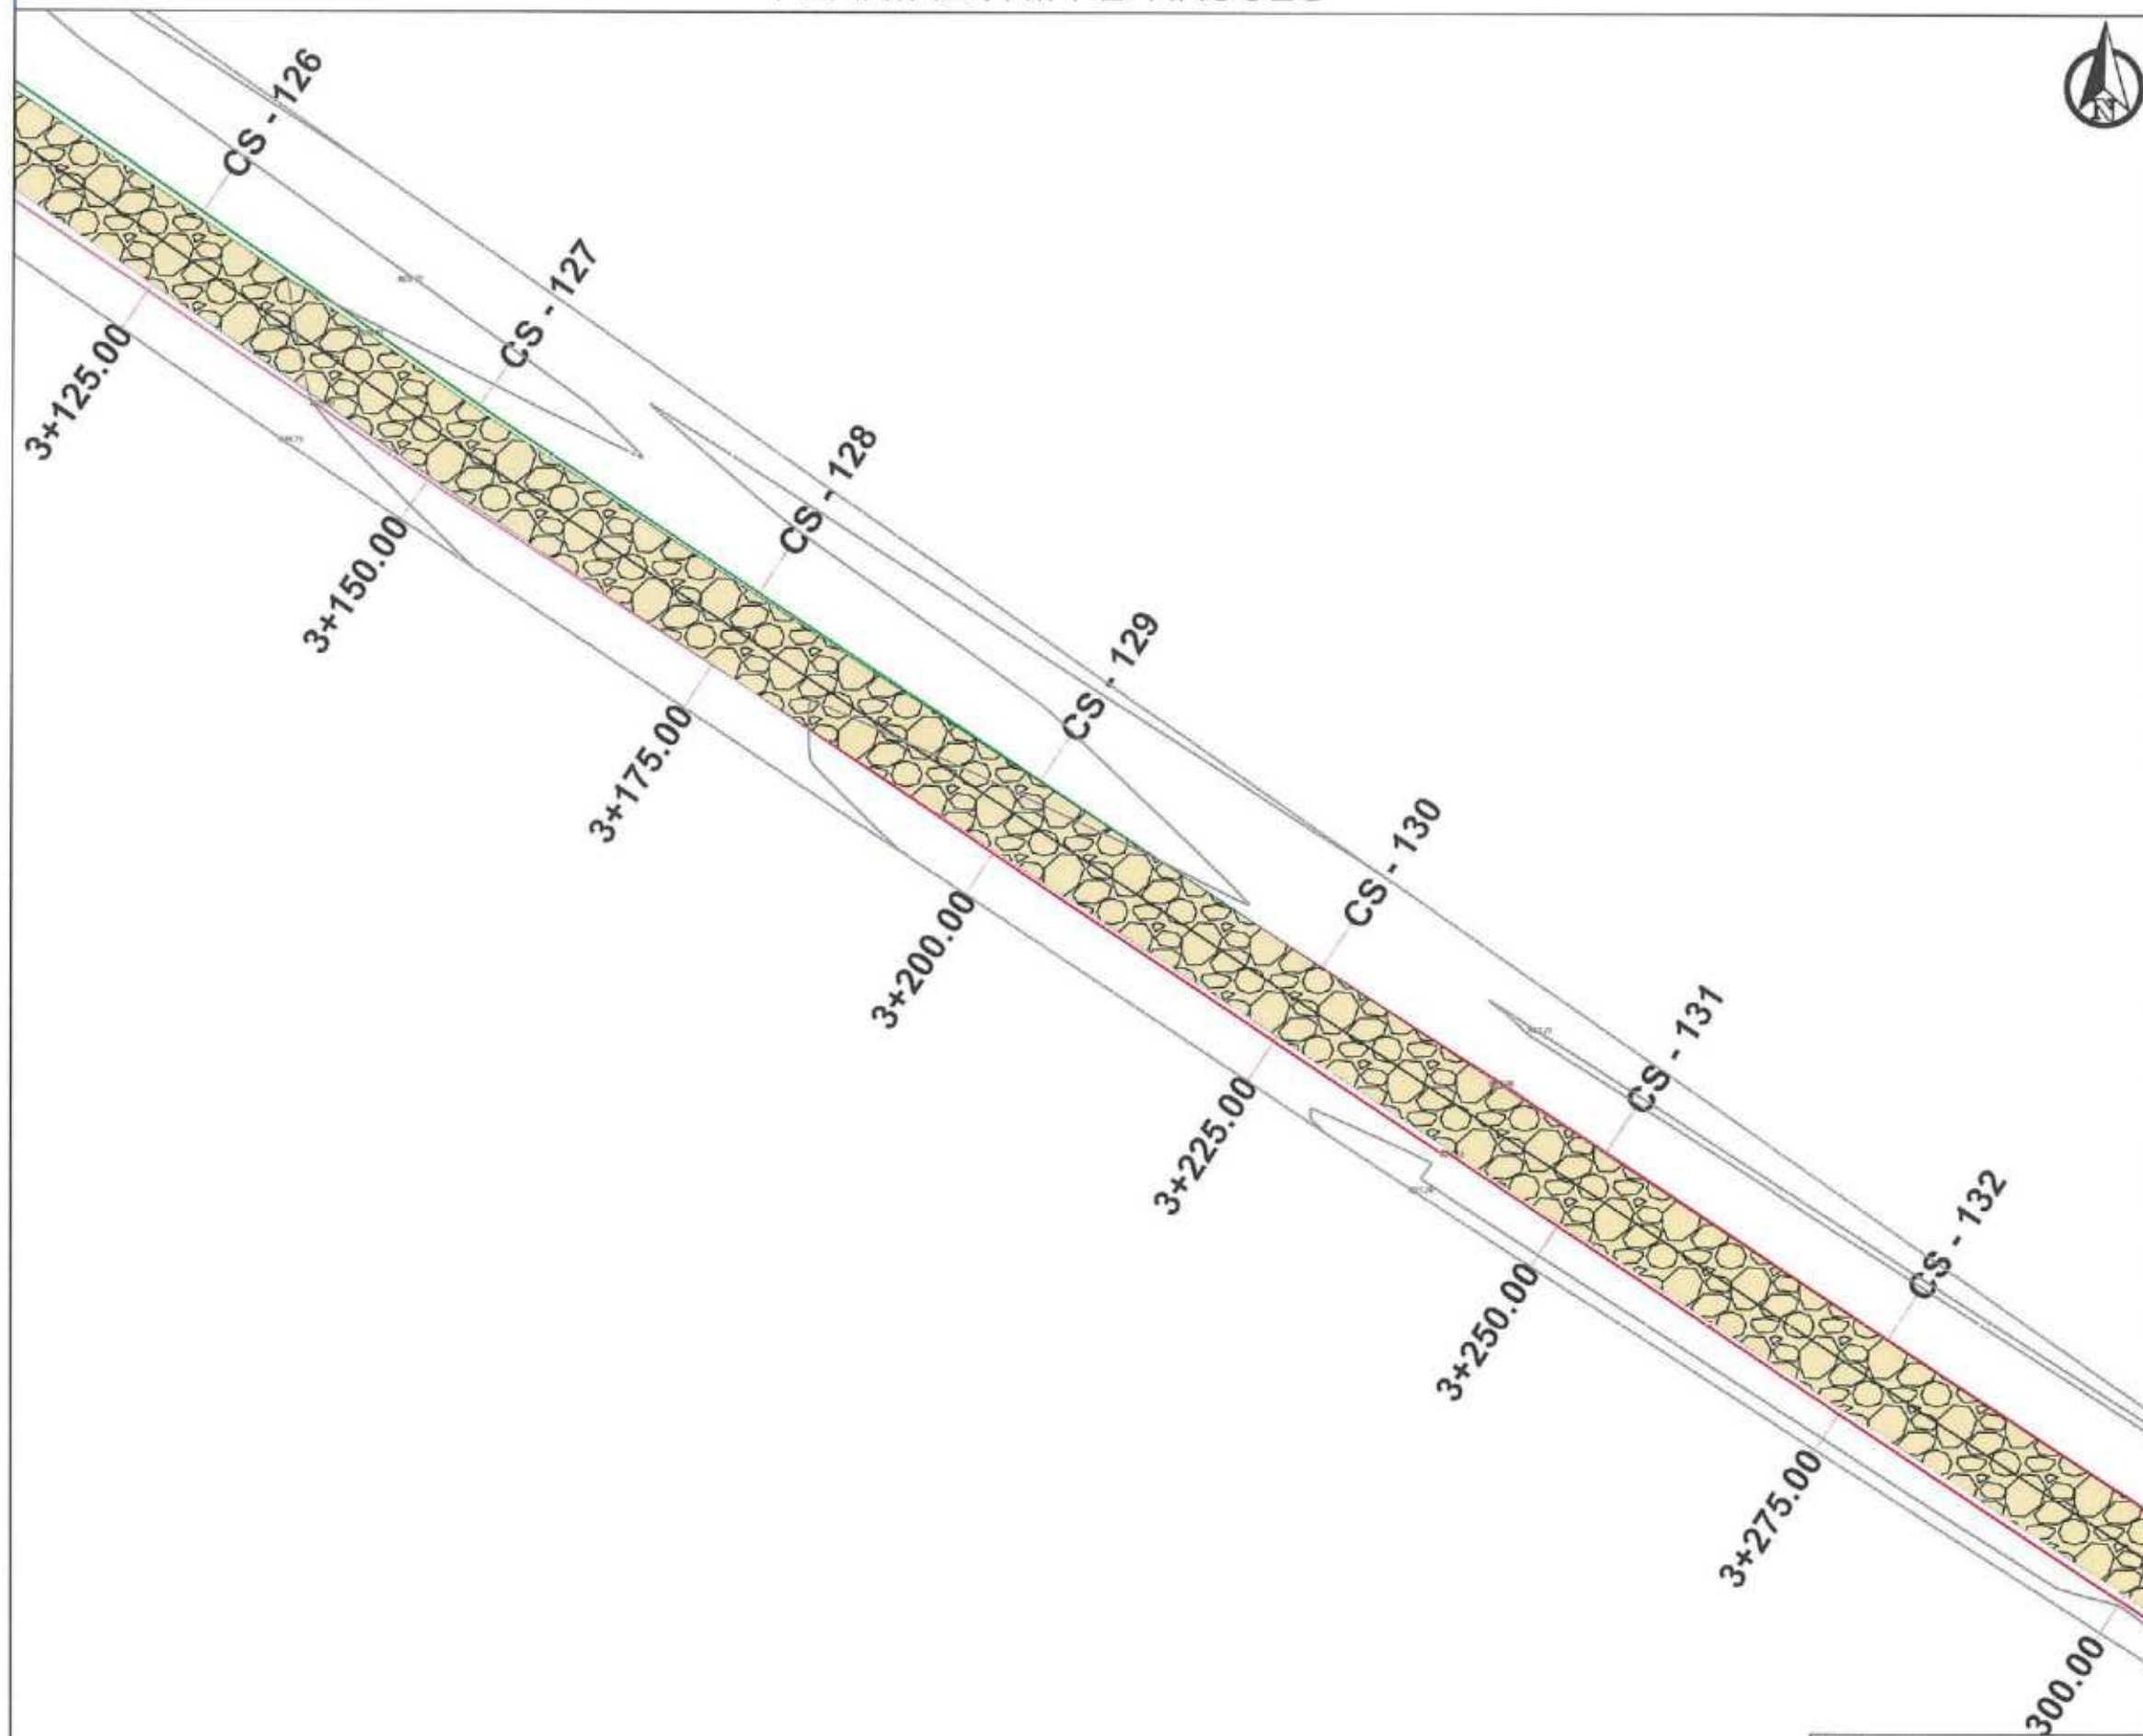 N
CS - 126
CS - 127
CS - 128
CS - 129
CS - 130
CS - 131
CS - 132
3+125.00
3+150.00
3+175.00
3+200.00
3+225.00
3+250.00
3+275.00
300.00